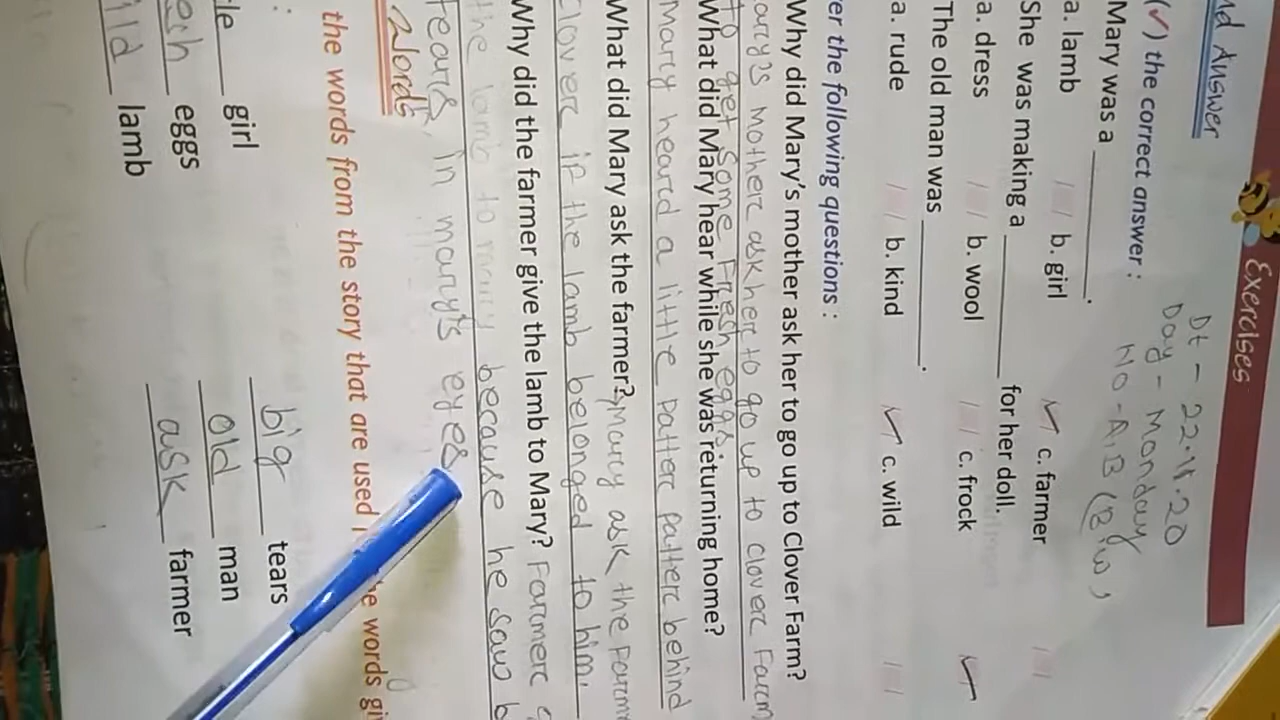 Exercises
nd Answer
Dt - 22.11.20
Day - Monday
(✓) the correct answer :
Mary was a ________.
a. lamb b. girl ✓ c. farmer
She was making a ________ for her doll.
a. dress b. wool c. frock ✓
The old man was ________.
a. rude b. kind ✓ c. wild
er the following questions :
Why did Mary's mother ask her to go up to Clover Farm?
ary's mother ask her to go up to clover Farm
to get some Fresh eggs
What did Mary hear while she was returning home?
Mary heard a little patter patter behind
What did Mary ask the farmer? Mary ask the Farm
clover if the lamb belonged to him.
Why did the farmer give the lamb to Mary? Farmer
the lamb to mary because he saw b
tears in mary's eyes
Words
the words from the story that are used words gi
:
tle girl big tears
esh eggs old man
ild lamb ask farmer